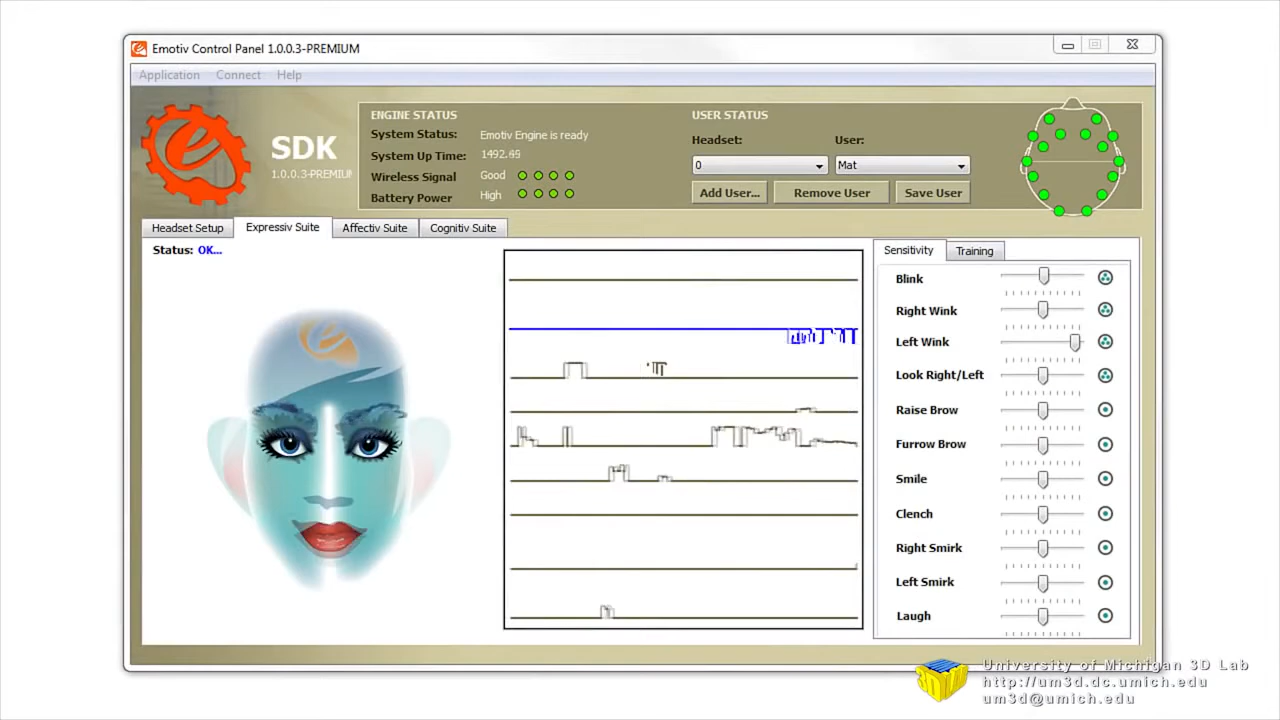 Emotiv Control Panel 1.0.0.3-PREMIUM
Application Connect Help
SDK
1.0.0.3-PREMIUM
ENGINE STATUS
System Status: Emotiv Engine is ready
System Up Time: 1492.69
Wireless Signal Good
Battery Power High
USER STATUS
Headset: User:
0 Mat
Add User... Remove User Save User
Headset Setup Expressiv Suite Affectiv Suite Cognitiv Suite
Status: OK...
Sensitivity Training
Blink
Right Wink
Left Wink
Look Right/Left
Raise Brow
Furrow Brow
Smile
Clench
Right Smirk
Left Smirk
Laugh
University of Michigan 3D Lab
http://um3d.dc.umich.edu
um3d@umich.edu